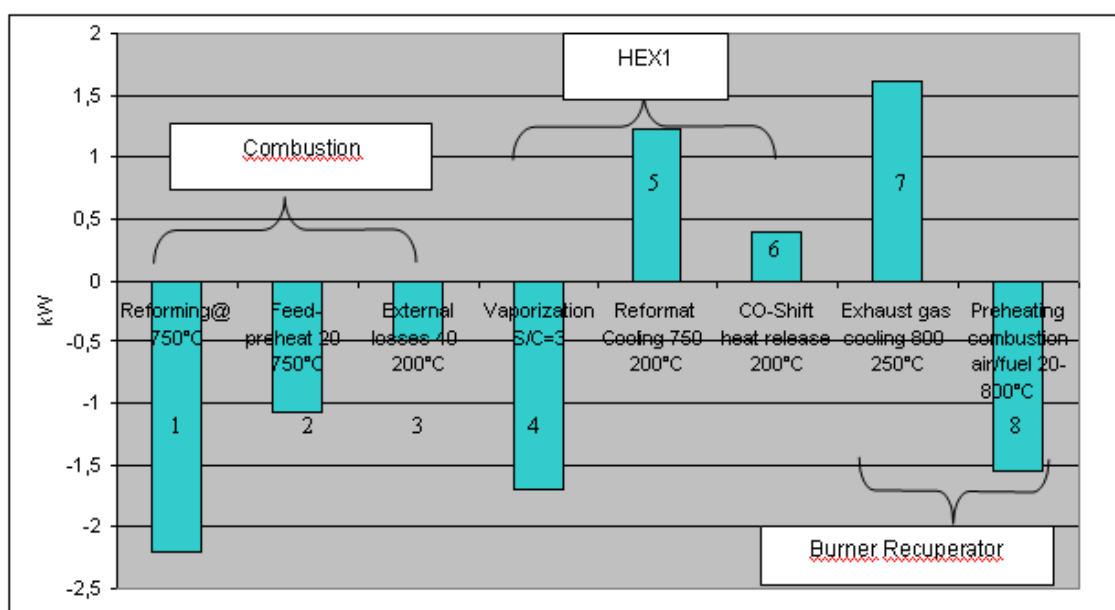 2
1,5
1
0,5
0
-0,5
-1
-1,5
-2
-2,5
kW
HEX1
Combustion
5
7
6
Reforming@
750°C
Feed-
preheat 20
750°C
External
losses 40
200°C
Vaporization
S/C=3
Reformat
Cooling 750
200°C
CO-Shift
heat release
200°C
Exhaust gas
cooling 800
250°C
Preheating
combustion
air/fuel 20-
800°C
1
2
3
4
8
Burner Recuperator